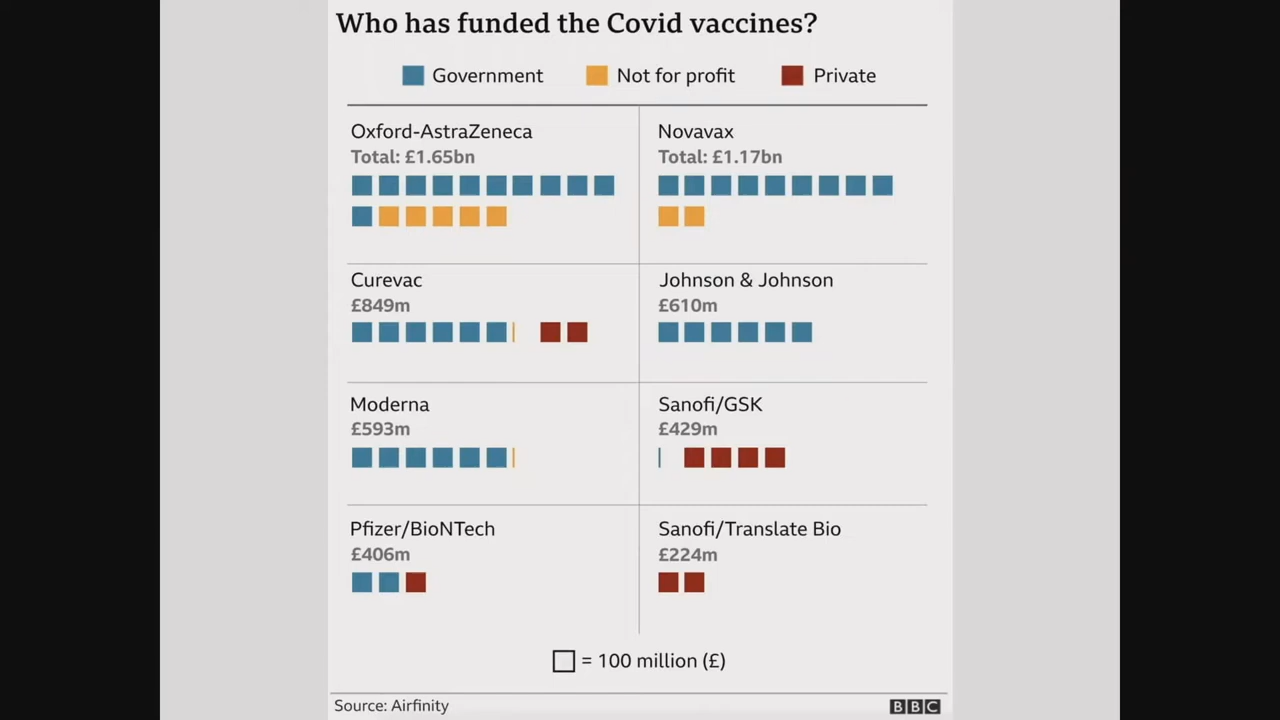 Who has funded the Covid vaccines?
Government Not for profit Private
Oxford-AstraZeneca
Total: £1.65bn
Novavax
Total: £1.17bn
Curevac
£849m
Johnson & Johnson
£610m
Moderna
£593m
Sanofi/GSK
£429m
Pfizer/BioNTech
£406m
Sanofi/Translate Bio
£224m
= 100 million (£)
Source: Airfinity
BBC